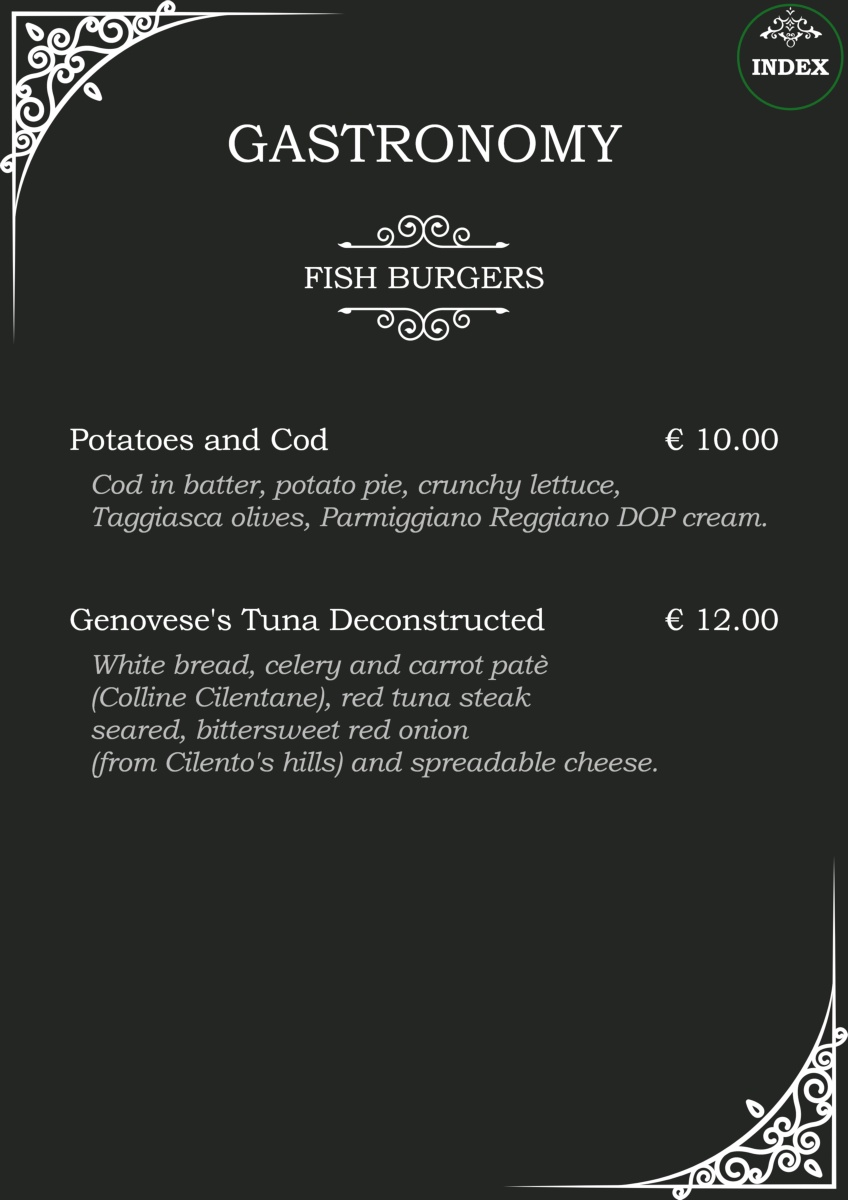 INDEX
GASTRONOMY
FISH BURGERS
Potatoes and Cod € 10.00
Cod in batter, potato pie, crunchy lettuce,
Taggiasca olives, Parmiggiano Reggiano DOP cream.
Genovese's Tuna Deconstructed € 12.00
White bread, celery and carrot patè
(Colline Cilentane), red tuna steak
seared, bittersweet red onion
(from Cilento's hills) and spreadable cheese.